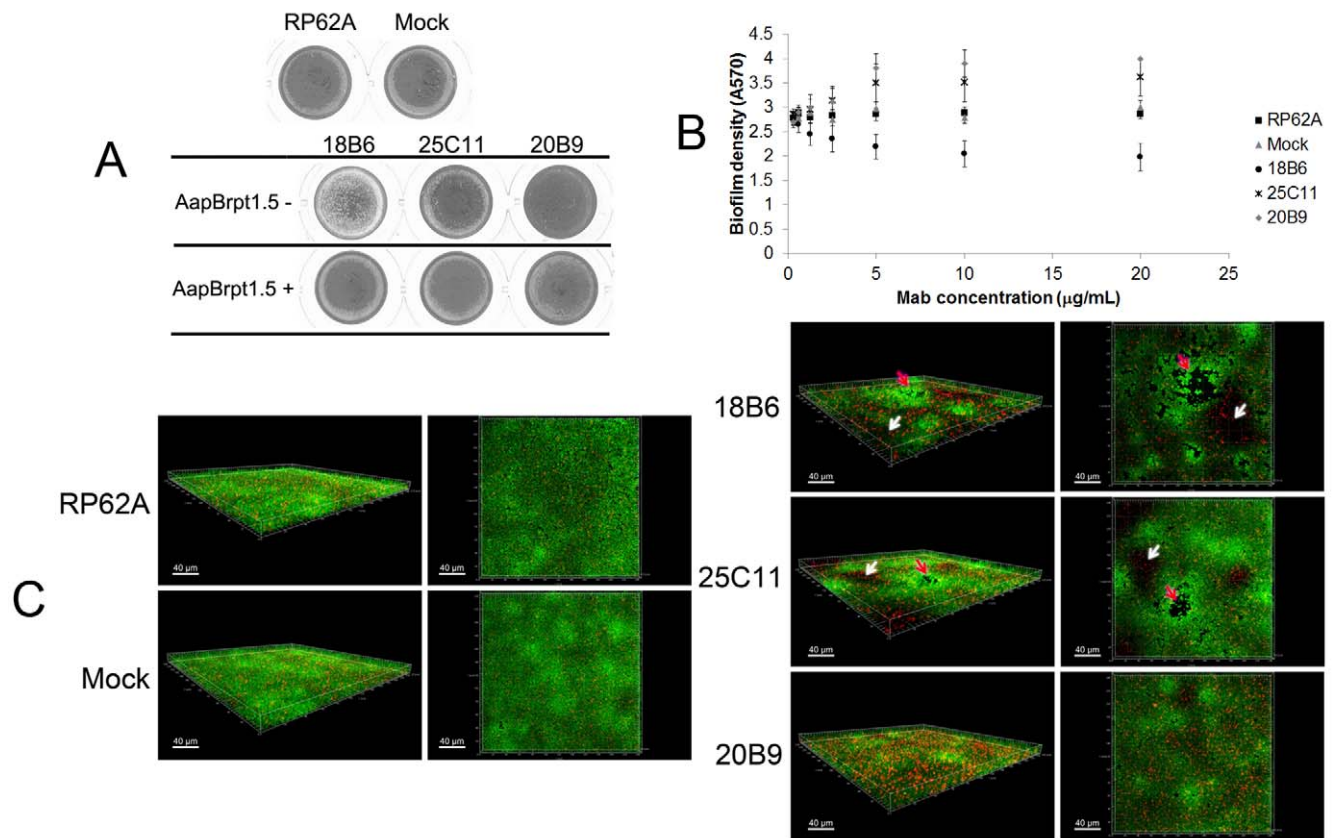 RP62A Mock
A
18B6 25C11 20B9
AapBrpt1.5 -
AapBrpt1.5 +
B
Biofilm density (A570)
4.5
4
3.5
3
2.5
2
1.5
1
0.5
0
0 5 10 15 20 25
Mab concentration (µg/mL)
RP62A
Mock
18B6
25C11
20B9
C
RP62A
40 µm 40 µm
Mock
40 µm 40 µm
18B6
40 µm 40 µm
25C11
40 µm 40 µm
20B9
40 µm 40 µm